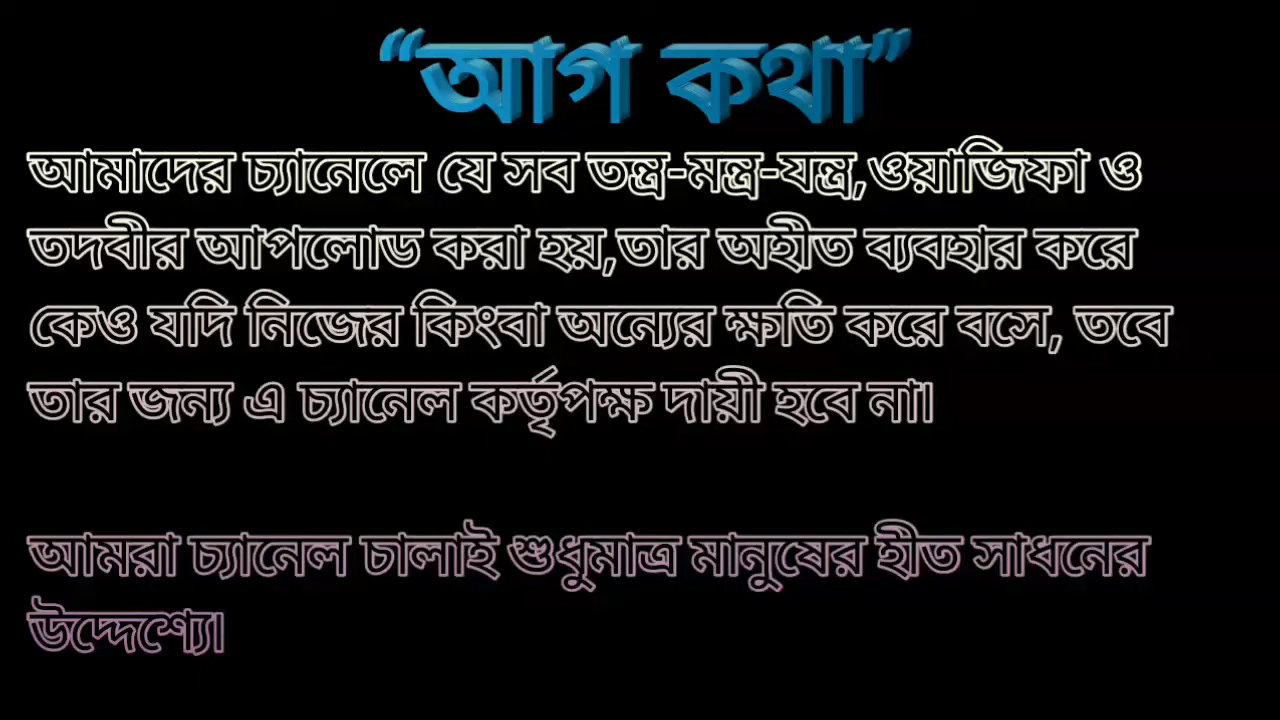 “আগ কথা”
আমাদের চ্যানেলে যে সব তন্ত্র-মন্ত্র-যন্ত্র,ওয়াজিফা ও
তদবীর আপলোড করা হয়,তার অহীত ব্যবহার করে
কেও যদি নিজের কিংবা অন্যের ক্ষতি করে বসে, তবে
তার জন্য এ চ্যানেল কর্তৃপক্ষ দায়ী হবে না।
আমরা চ্যানেল চালাই শুধুমাত্র মানুষের হীত সাধনের
উদ্দেশ্যে।